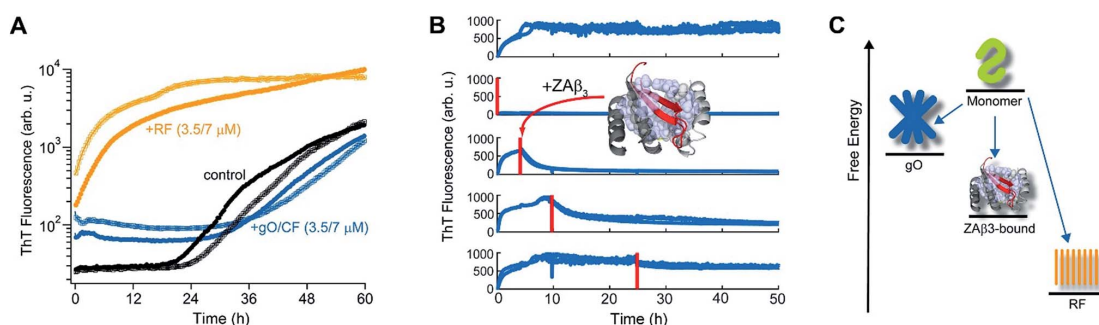 A
ThT Fluorescence (arb. u.)
10⁴
10³
10²
+RF (3.5/7 μM)
control
+gO/CF (3.5/7 μM)
0 12 24 36 48 60
Time (h)
B
ThT Fluorescence (arb. u.)
1000
500
0
1000
500
0
+ZAβ₃
1000
500
0
1000
500
0
1000
500
0
0 10 20 30 40 50
Time (h)
C
Free Energy
Monomer
gO
ZAβ3-bound
RF